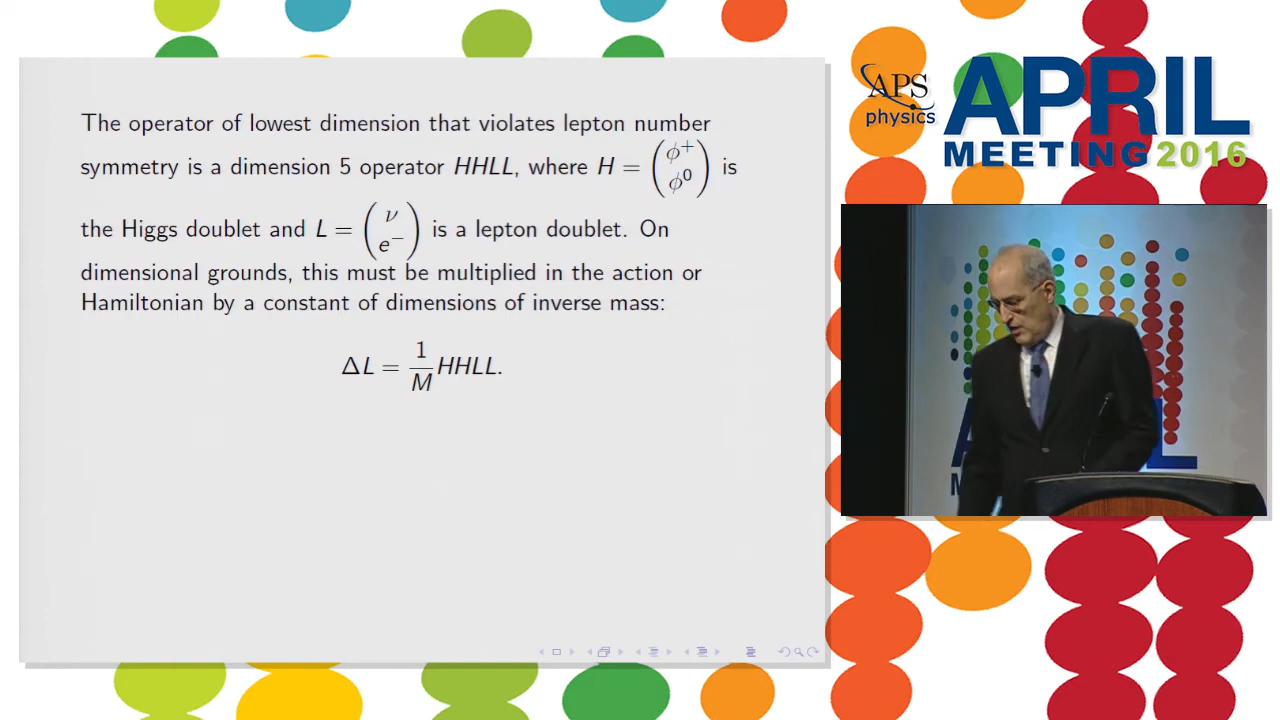 The operator of lowest dimension that violates lepton number
symmetry is a dimension 5 operator HHLL, where H = (ϕ⁺ ϕ⁰) is
the Higgs doublet and L = (ν e⁻) is a lepton doublet. On
dimensional grounds, this must be multiplied in the action or
Hamiltonian by a constant of dimensions of inverse mass:
ΔL = 1/M HHLL.
APS
physics
APRIL
MEETING 2016